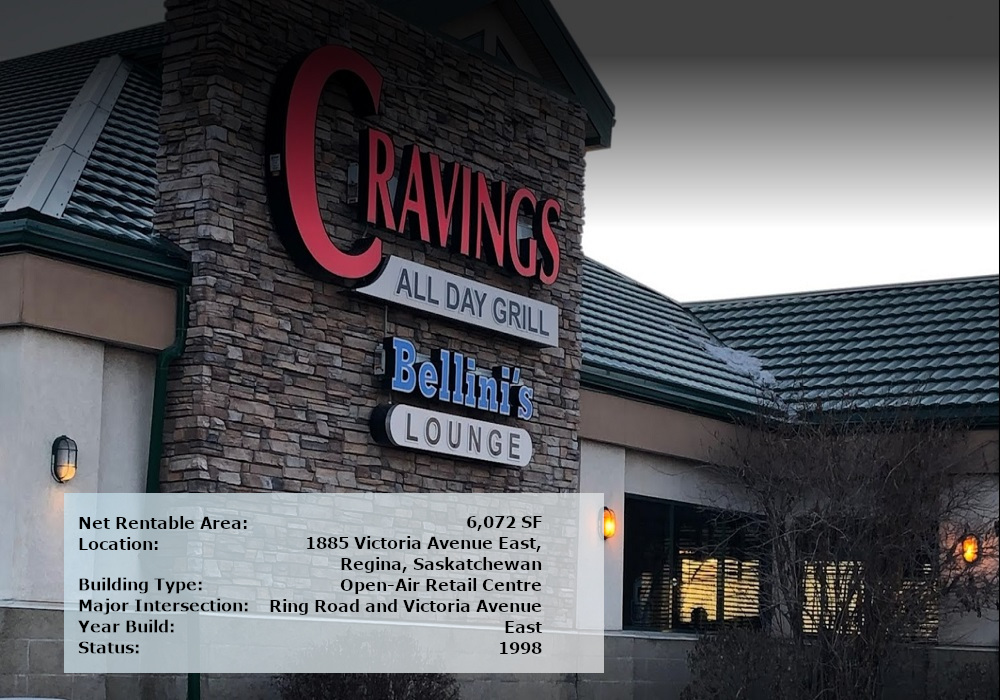 CRAVINGS
ALL DAY GRILL
Bellini's
LOUNGE
Net Rentable Area: 6,072 SF
Location: 1885 Victoria Avenue East,
Regina, Saskatchewan
Building Type: Open-Air Retail Centre
Major Intersection: Ring Road and Victoria Avenue
Year Build: East
Status: 1998